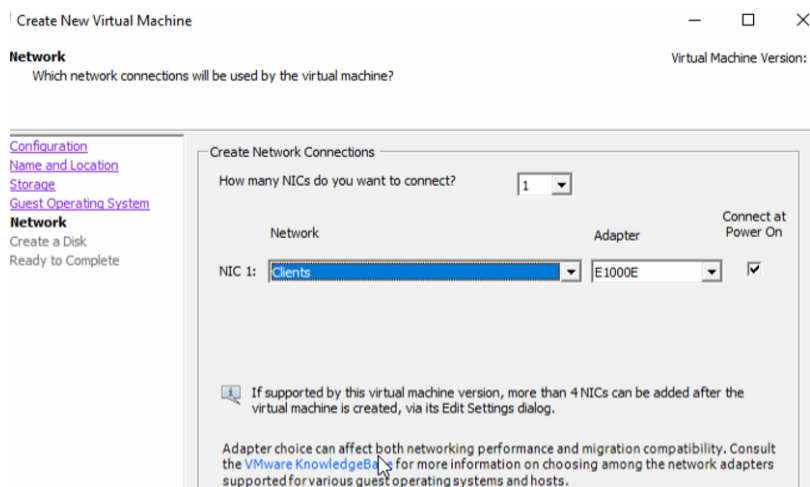 Create New Virtual Machine
Network
Which network connections will be used by the virtual machine?
Virtual Machine Version:
Configuration
Name and Location
Storage
Guest Operating System
Network
Create a Disk
Ready to Complete
Create Network Connections
How many NICs do you want to connect?
1
Network
Adapter
Connect at
Power On
NIC 1:
Clients
E1000E
If supported by this virtual machine version, more than 4 NICs can be added after the
virtual machine is created, via its Edit Settings dialog.
Adapter choice can affect both networking performance and migration compatibility. Consult
the VMware KnowledgeBase for more information on choosing among the network adapters
supported for various guest operating systems and hosts.